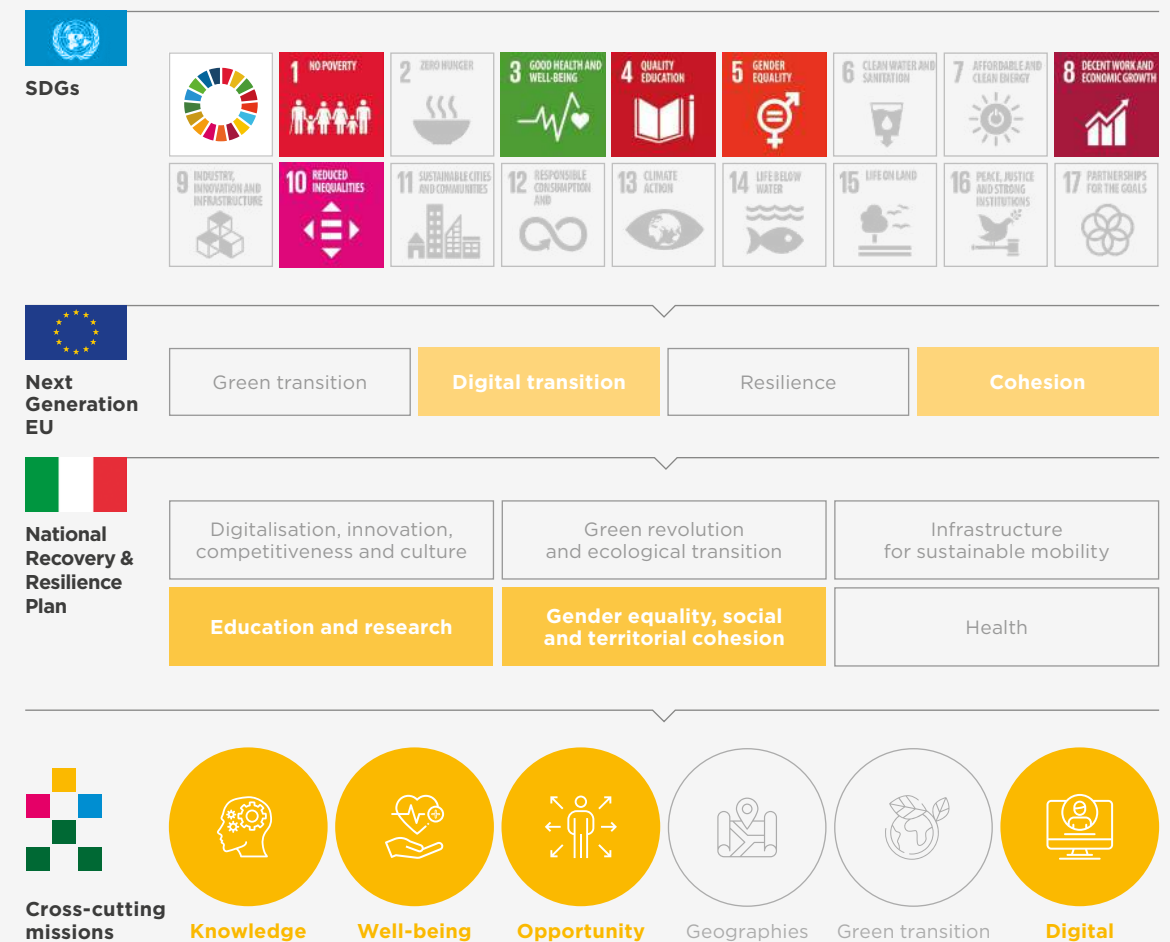 SDGs
1 NO POVERTY
2 ZERO HUNGER
3 GOOD HEALTH AND
WELL-BEING
4 QUALITY
EDUCATION
5 GENDER
EQUALITY
6 CLEAN WATER AND
SANITATION
7 AFFORDABLE AND
CLEAN ENERGY
8 DECENT WORK AND
ECONOMIC GROWTH
9 INDUSTRY,
INNOVATION AND
INFRASTRUCTURE
10 REDUCED
INEQUALITIES
11 SUSTAINABLE CITIES
AND COMMUNITIES
12 RESPONSIBLE
CONSUMPTION
AND
13 CLIMATE
ACTION
14 LIFE BELOW
WATER
15 LIFE ON LAND
16 PEACE, JUSTICE
AND STRONG
INSTITUTIONS
17 PARTNERSHIPS
FOR THE GOALS
Next
Generation
EU
Green transition
Digital transition
Resilience
Cohesion
National
Recovery &
Resilience
Plan
Digitalisation, innovation,
competitiveness and culture
Green revolution
and ecological transition
Infrastructure
for sustainable mobility
Education and research
Gender equality, social
and territorial cohesion
Health
Cross-cutting
missions
Knowledge
Well-being
Opportunity
Geographies
Green transition
Digital